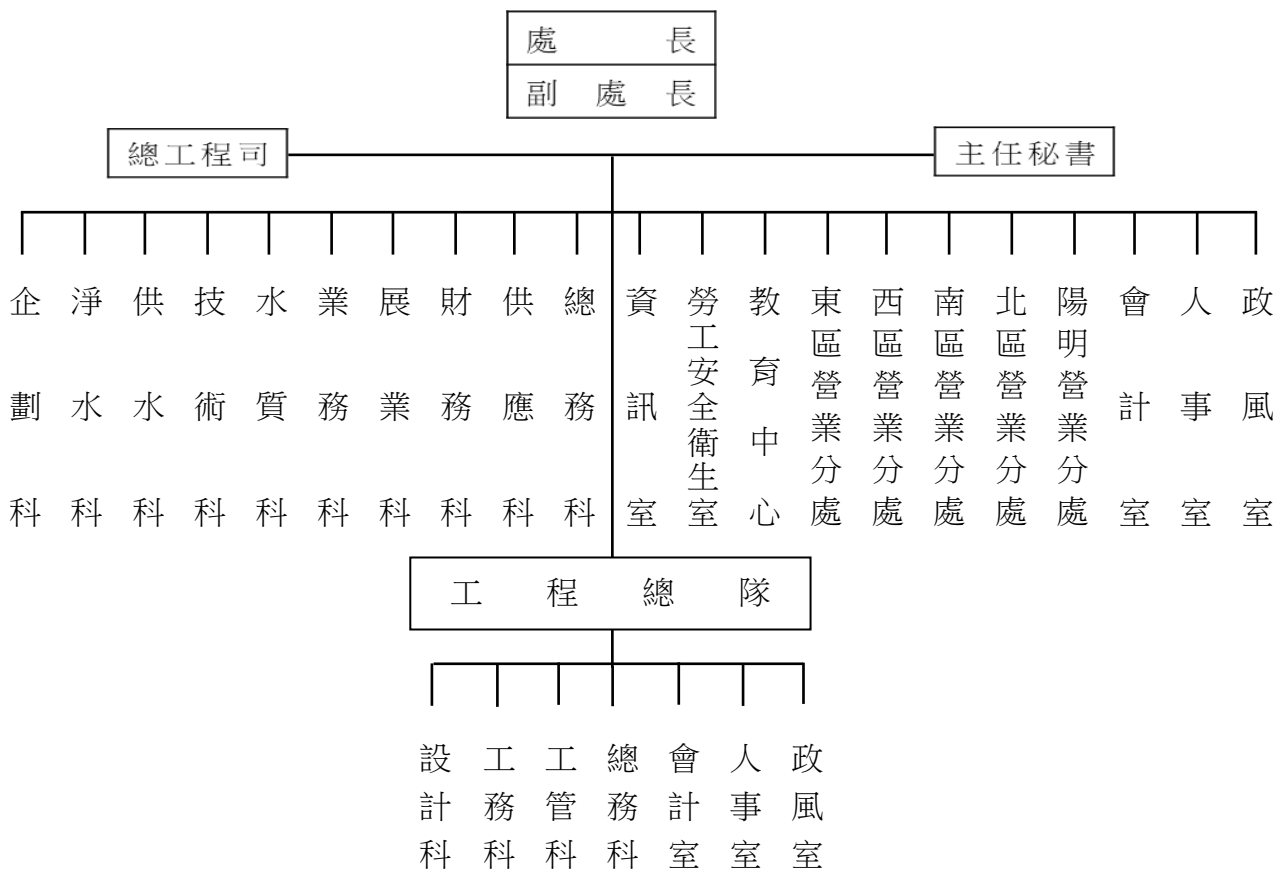 處長
副處長
總工程司
主任秘書
企劃科
淨水科
供水科
技術科
水質科
業務科
展業科
財務科
供應科
總務科
資訊室
勞工安全衛生室
教育中心
東區營業分處
西區營業分處
南區營業分處
北區營業分處
陽明營業分處
會計室
人事室
政風室
工程總隊
設計科
工務科
工管科
總務科
會計室
人事室
政風室